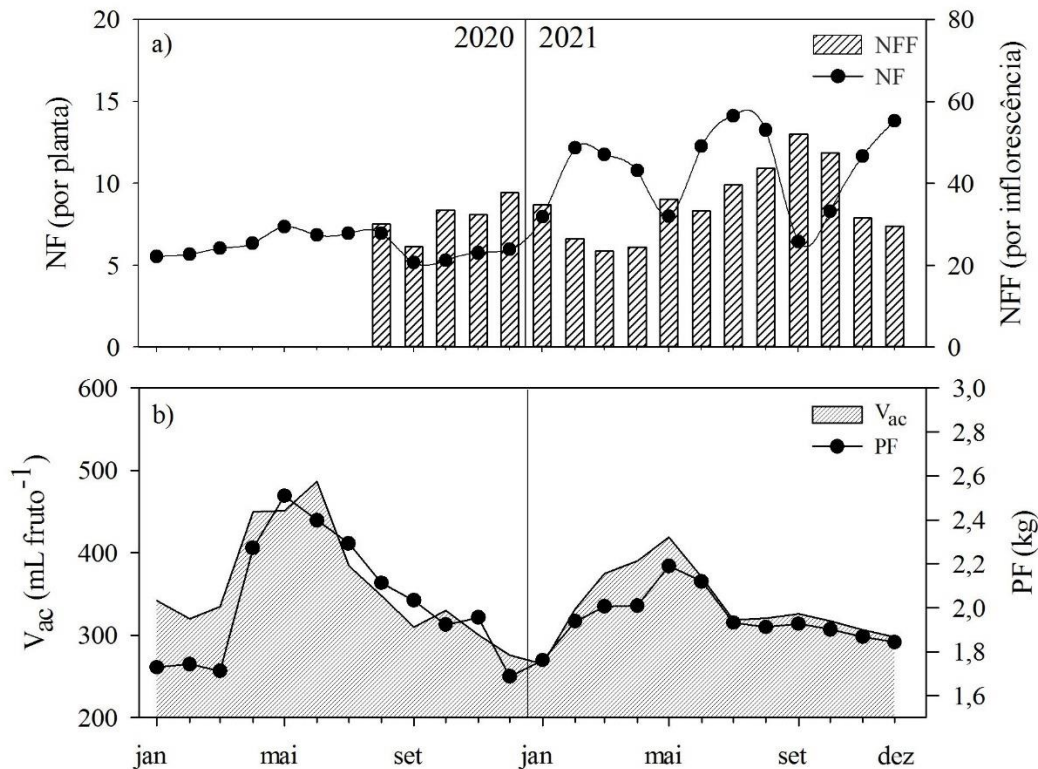 a)
2020 2021
NFF
NF
NF (por planta)
20
15
10
5
0
NFF (por inflorescência)
80
60
40
20
0
b)
V_ac
PF
V_ac (mL fruto⁻¹)
600
500
400
300
200
PF (kg)
3,0
2,8
2,6
2,4
2,2
2,0
1,8
1,6
jan mai set jan mai set dez